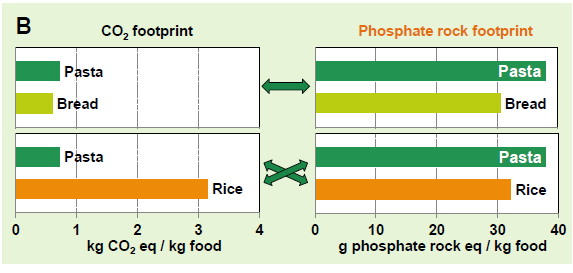 B
CO₂ footprint
Phosphate rock footprint
Pasta
Bread
Pasta
Bread
Pasta
Rice
Pasta
Rice
0 1 2 3 4
0 10 20 30 40
kg CO₂ eq / kg food
g phosphate rock eq / kg food